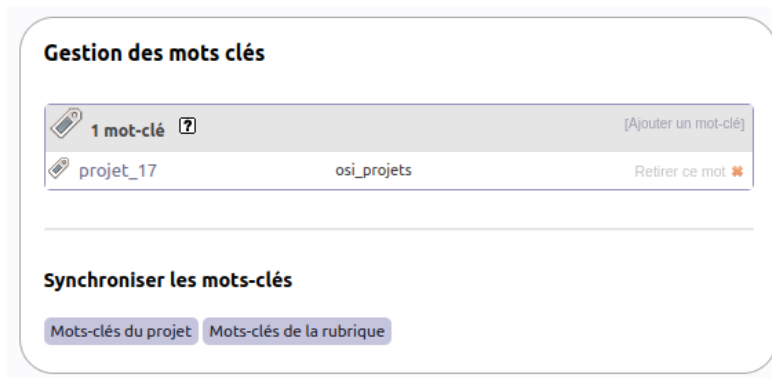 Gestion des mots clés
1 mot-clé ? [Ajouter un mot-clé]
projet_17 osi_projets Retirer ce mot
Synchroniser les mots-clés
Mots-clés du projet Mots-clés de la rubrique